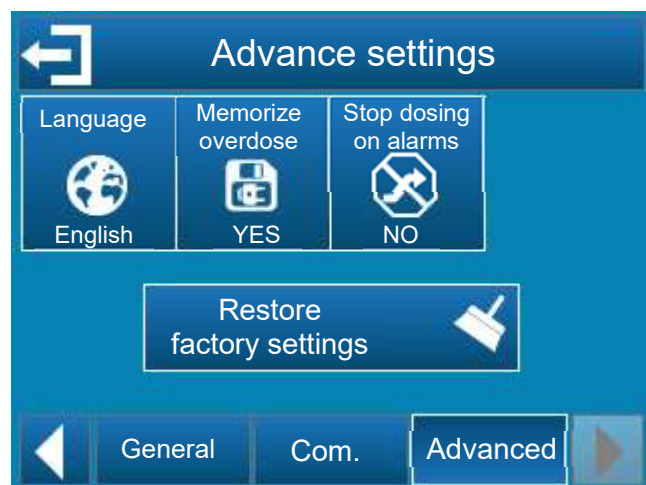 Advance settings
Language
English
Memorize
overdose
YES
Stop dosing
on alarms
NO
Restore
factory settings
General
Com.
Advanced